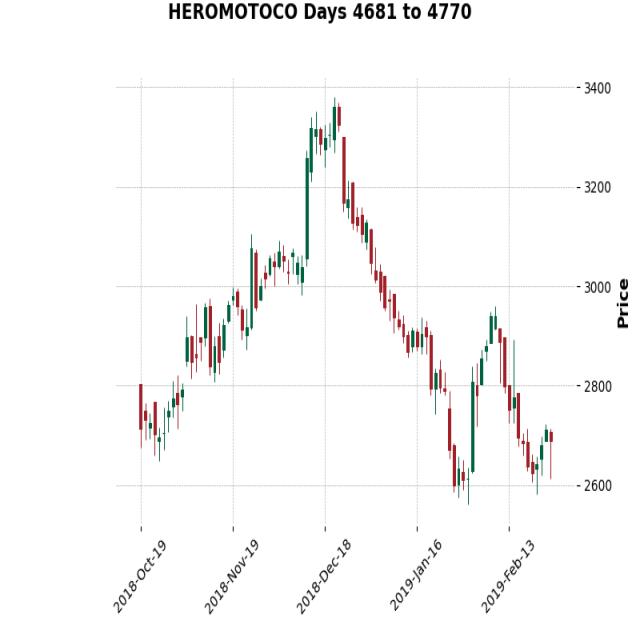 HEROMOTOCO Days 4681 to 4770
3400
3200
3000
2800
2600
Price
2018-Oct-19
2018-Nov-19
2018-Dec-18
2019-Jan-16
2019-Feb-13